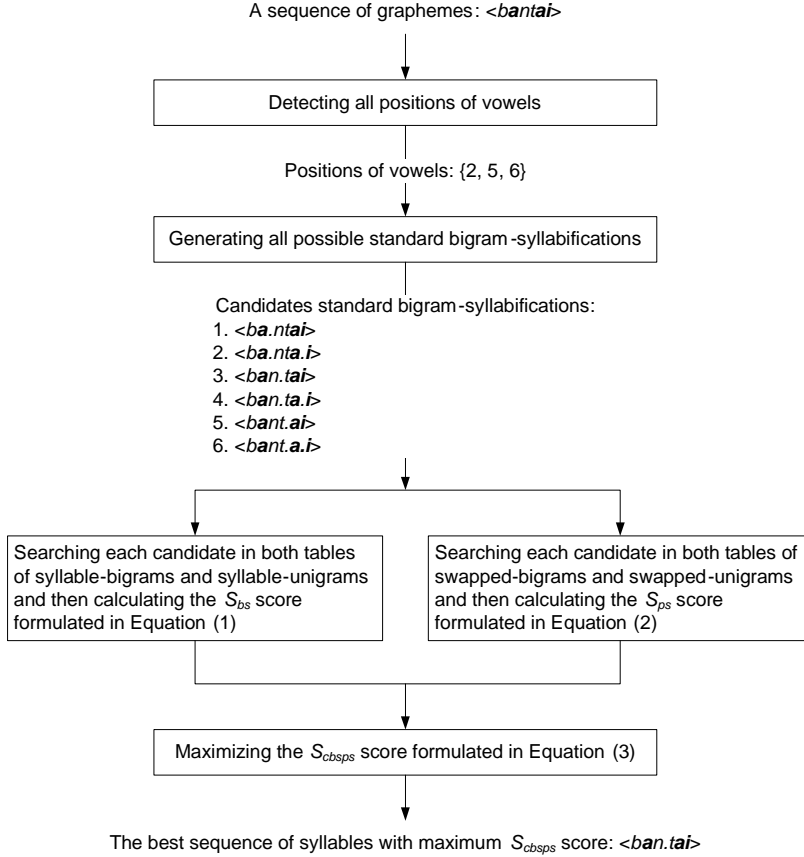 A sequence of graphemes: <bantai>
Detecting all positions of vowels
Positions of vowels: {2, 5, 6}
Generating all possible standard bigram-syllabifications
Candidates standard bigram-syllabifications:
1. <ba.ntai>
2. <ba.nta.i>
3. <ban.tai>
4. <ban.ta.i>
5. <bant.ai>
6. <bant.a.i>
Searching each candidate in both tables
of syllable-bigrams and syllable-unigrams
and then calculating the Sbs score
formulated in Equation (1)
Searching each candidate in both tables of
swapped-bigrams and swapped-unigrams
and then calculating the Sps score
formulated in Equation (2)
Maximizing the Scbsps score formulated in Equation (3)
The best sequence of syllables with maximum Scbsps score: <ban.tai>